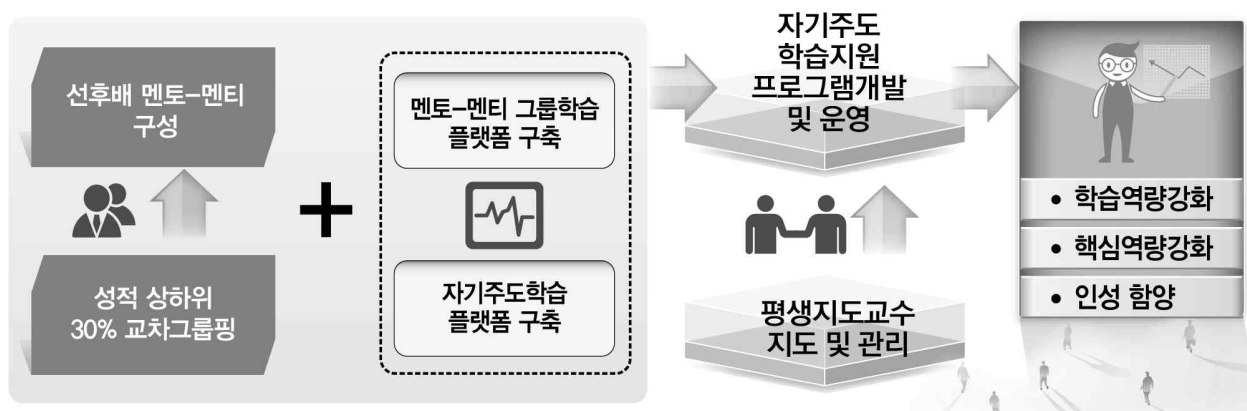 선후배 멘토-멘티
구성
성적 상하위
30% 교차그룹핑
멘토-멘티 그룹학습
플랫폼 구축
자기주도학습
플랫폼 구축
자기주도
학습지원
프로그램개발
및 운영
평생지도교수
지도 및 관리
• 학습역량강화
• 핵심역량강화
• 인성 함양